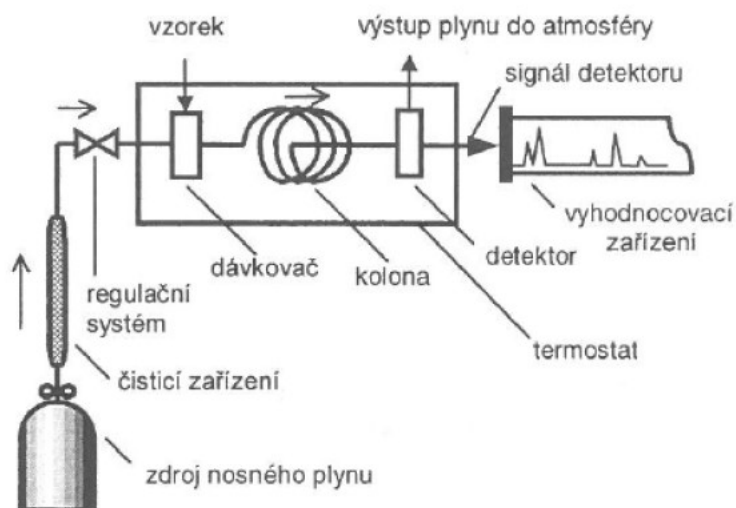 vzorek
výstup plynu do atmosféry
signál detektoru
vyhodnocovací
zařízení
detektor
kolona
dávkovač
regulační
systém
termostat
čisticí zařízení
zdroj nosného plynu